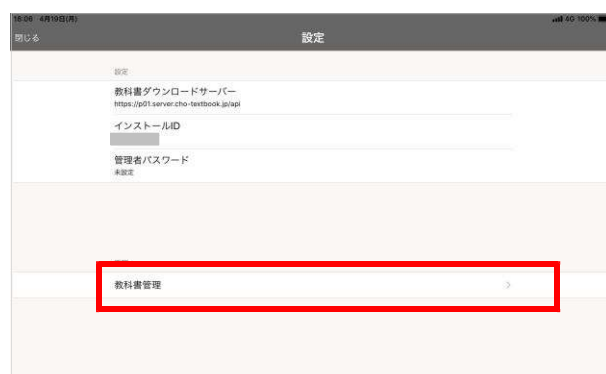 16:06 4月19日(月)
4G 100%
閉じる
設定
設定
教科書ダウンロードサーバー
https://p01.server.cho-textbook.jp/api
インストールID
管理者パスワード
未設定
教科書管理